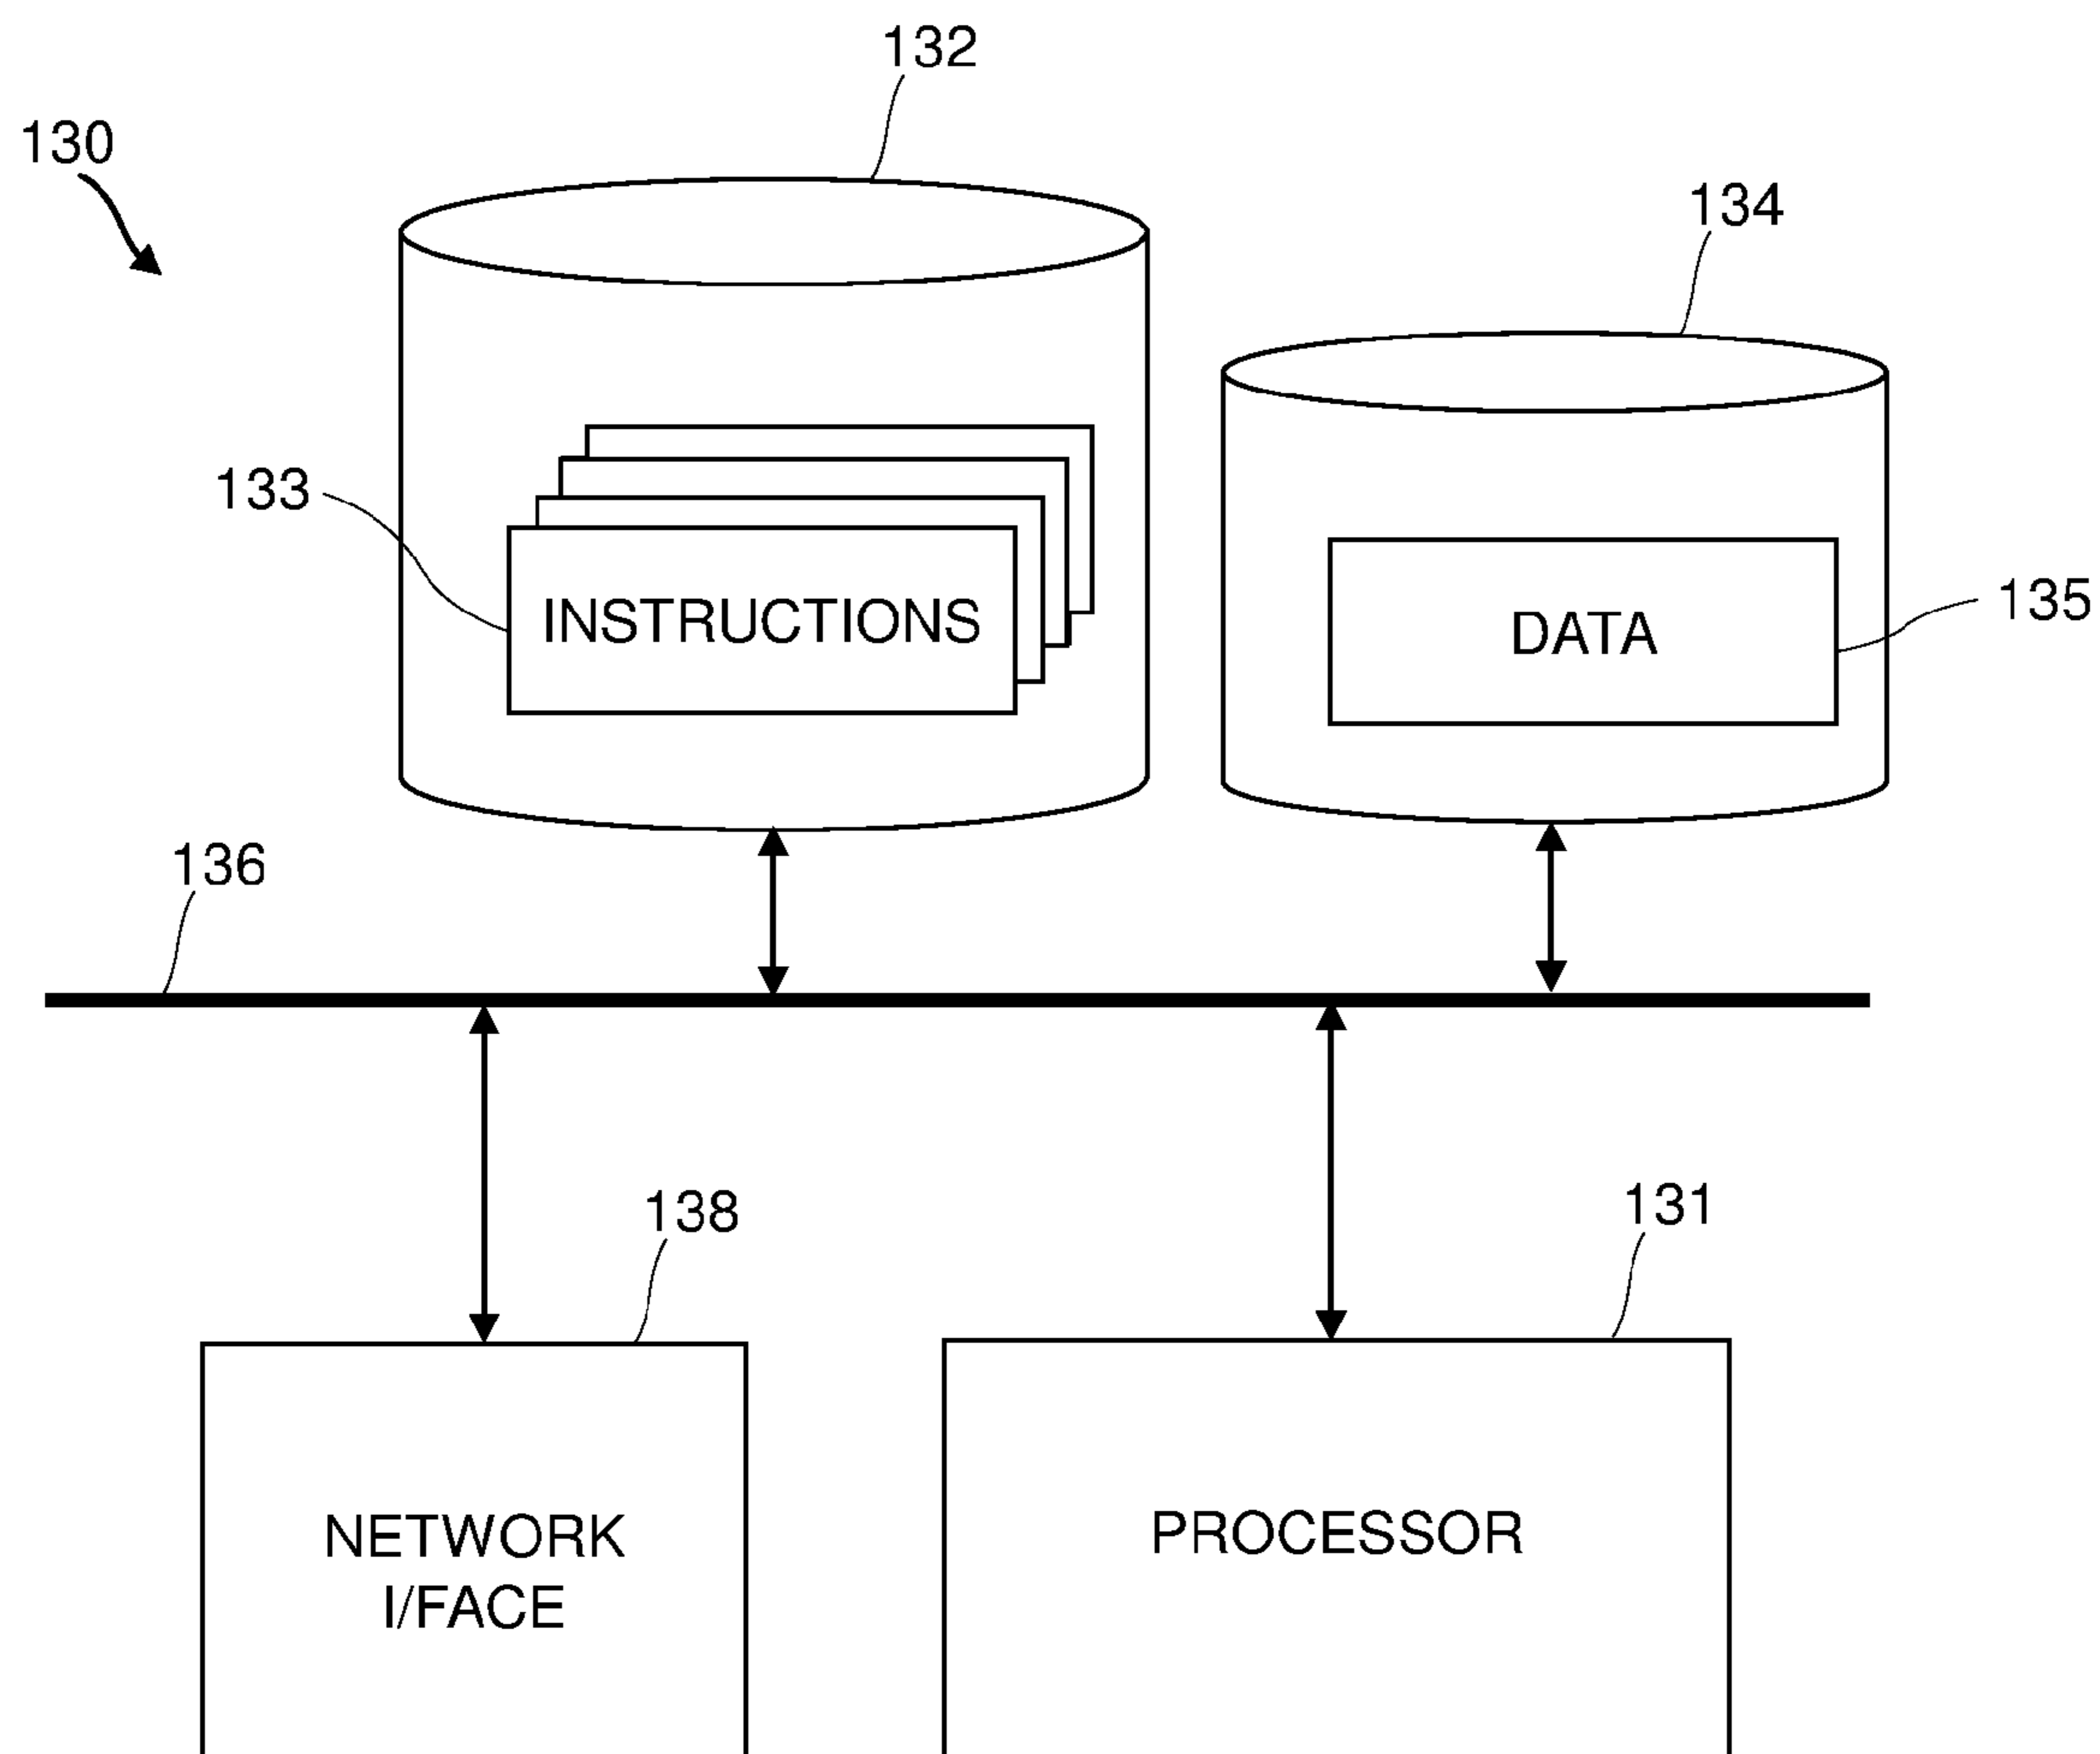 132
130
134
133
INSTRUCTIONS
135
DATA
136
138
131
NETWORK
I/FACE
PROCESSOR